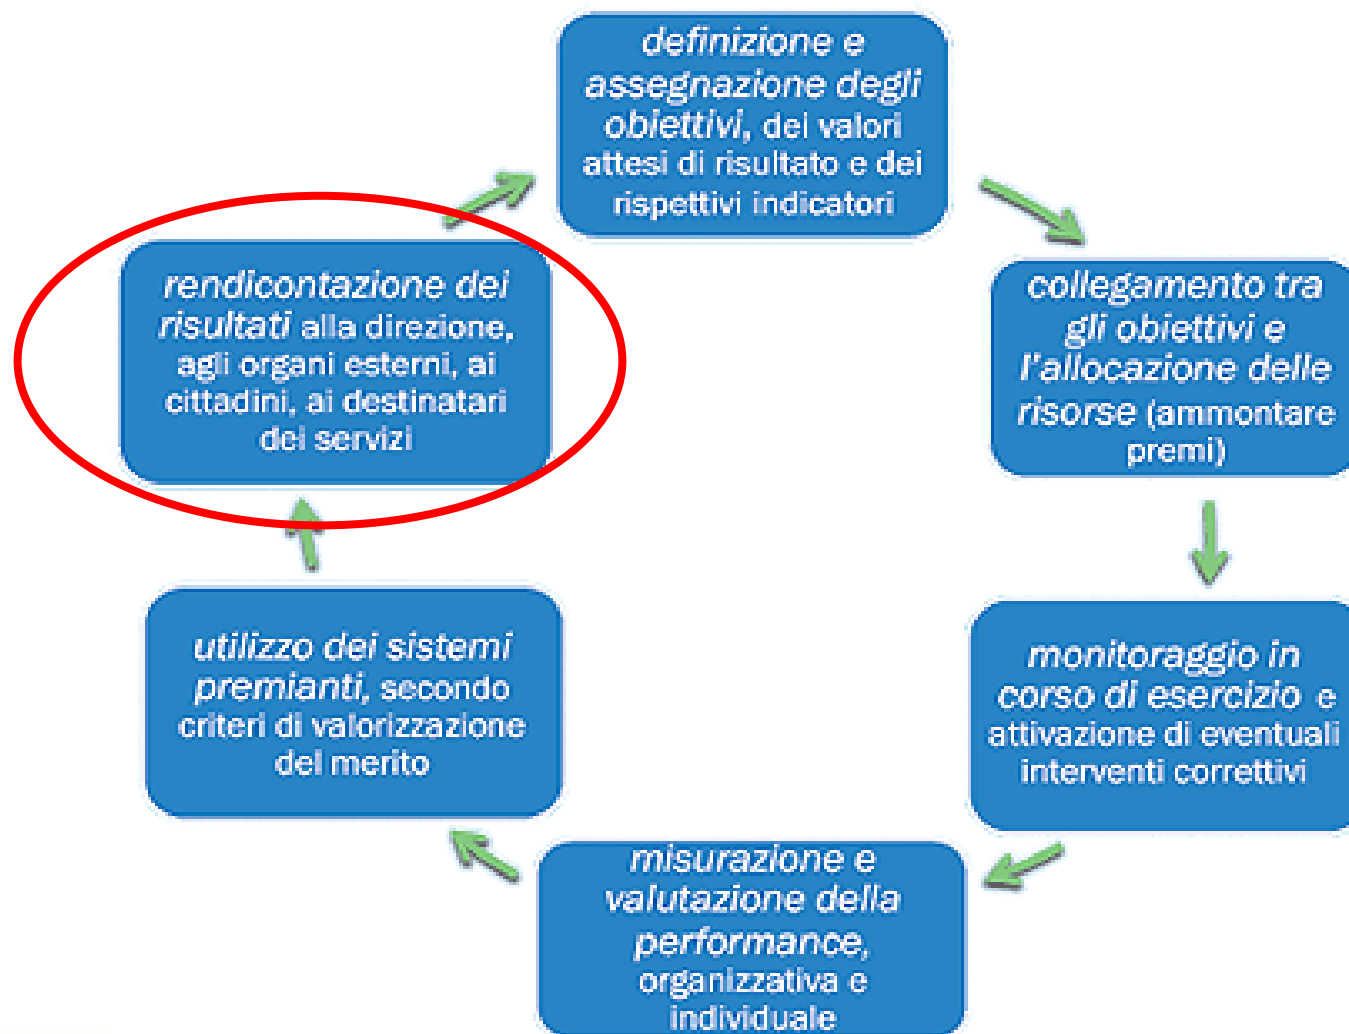 definizione e
assegnazione degli
obiettivi, dei valori
attesi di risultato e dei
rispettivi indicatori
collegamento tra
gli obiettivi e
l'allocazione delle
risorse (ammontare
premi)
monitoraggio in
corso di esercizio e
attivazione di eventuali
interventi correttivi
misurazione e
valutazione della
performance,
organizzativa e
individuale
utilizzo dei sistemi
premianti, secondo
criteri di valorizzazione
del merito
rendicontazione dei
risultati alla direzione,
agli organi esterni, ai
cittadini, ai destinatari
dei servizi